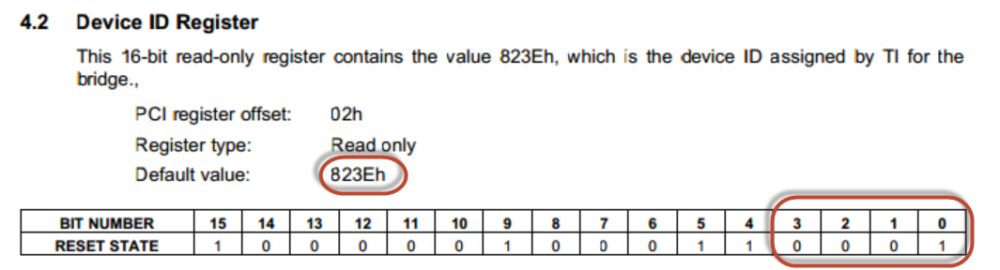 4.2 Device ID Register
This 16-bit read-only register contains the value 823Eh, which is the device ID assigned by TI for the
bridge.,
PCI register offset: 02h
Register type: Read only
Default value: 823Eh
BIT NUMBER 15 14 13 12 11 10 9 8 7 6 5 4 3 2 1 0
RESET STATE 1 0 0 0 0 0 1 0 0 0 1 1 0 0 0 1